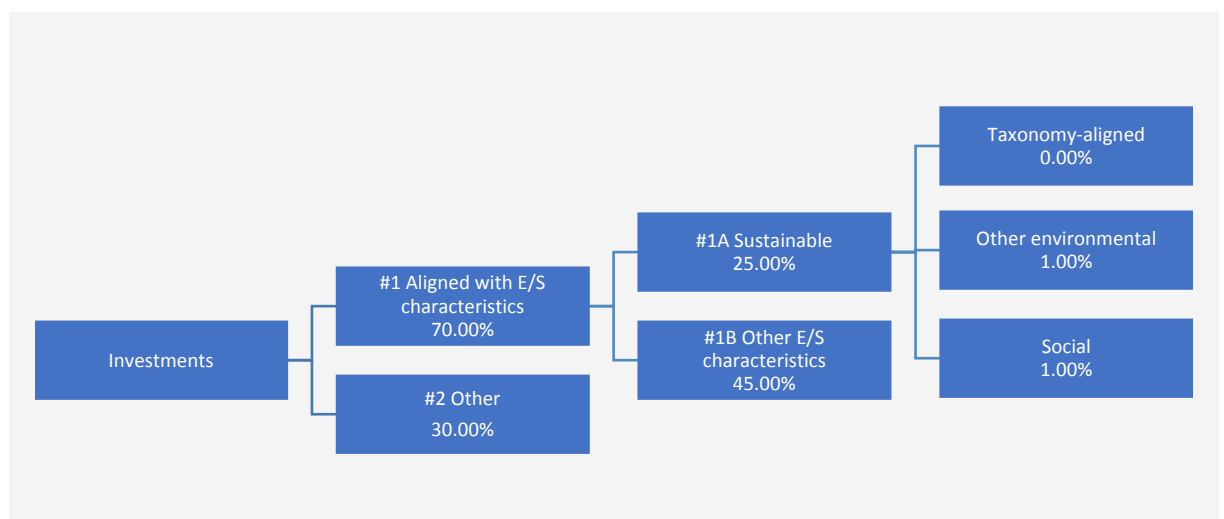 Investments
#1 Aligned with E/S
characteristics
70.00%
#2 Other
30.00%
#1A Sustainable
25.00%
#1B Other E/S
characteristics
45.00%
Taxonomy-aligned
0.00%
Other environmental
1.00%
Social
1.00%